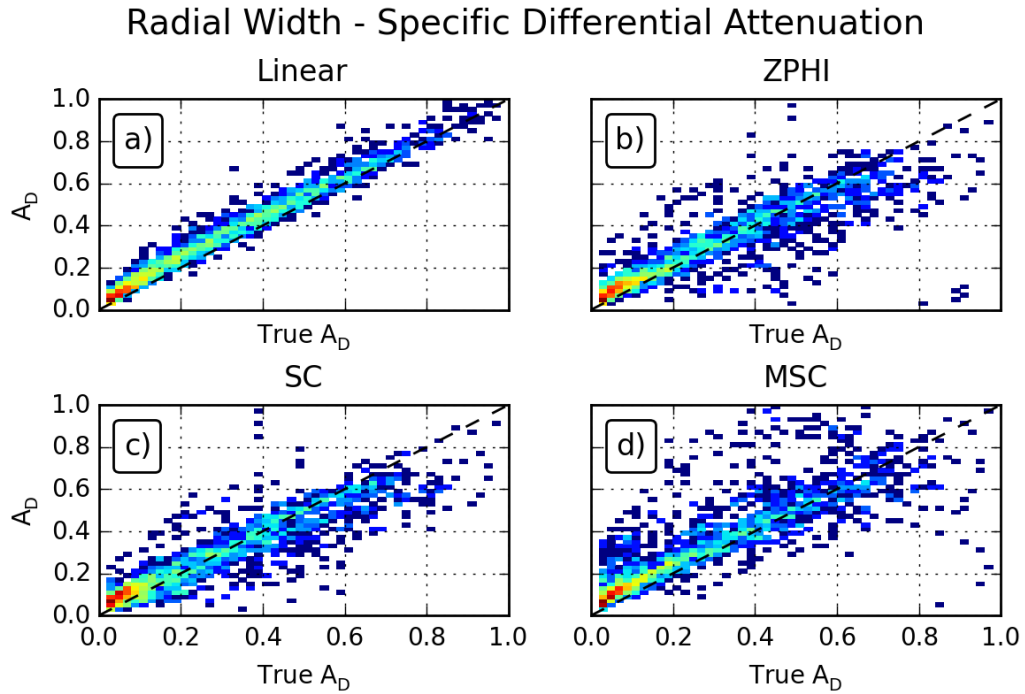 Radial Width - Specific Differential Attenuation
Linear
ZPHI
1.0
0.8
0.6
0.4
0.2
0.0
A_D
a)
b)
True A_D
True A_D
SC
MSC
1.0
0.8
0.6
0.4
0.2
0.0
A_D
c)
d)
0.0 0.2 0.4 0.6 0.8 1.0
0.0 0.2 0.4 0.6 0.8 1.0
True A_D
True A_D